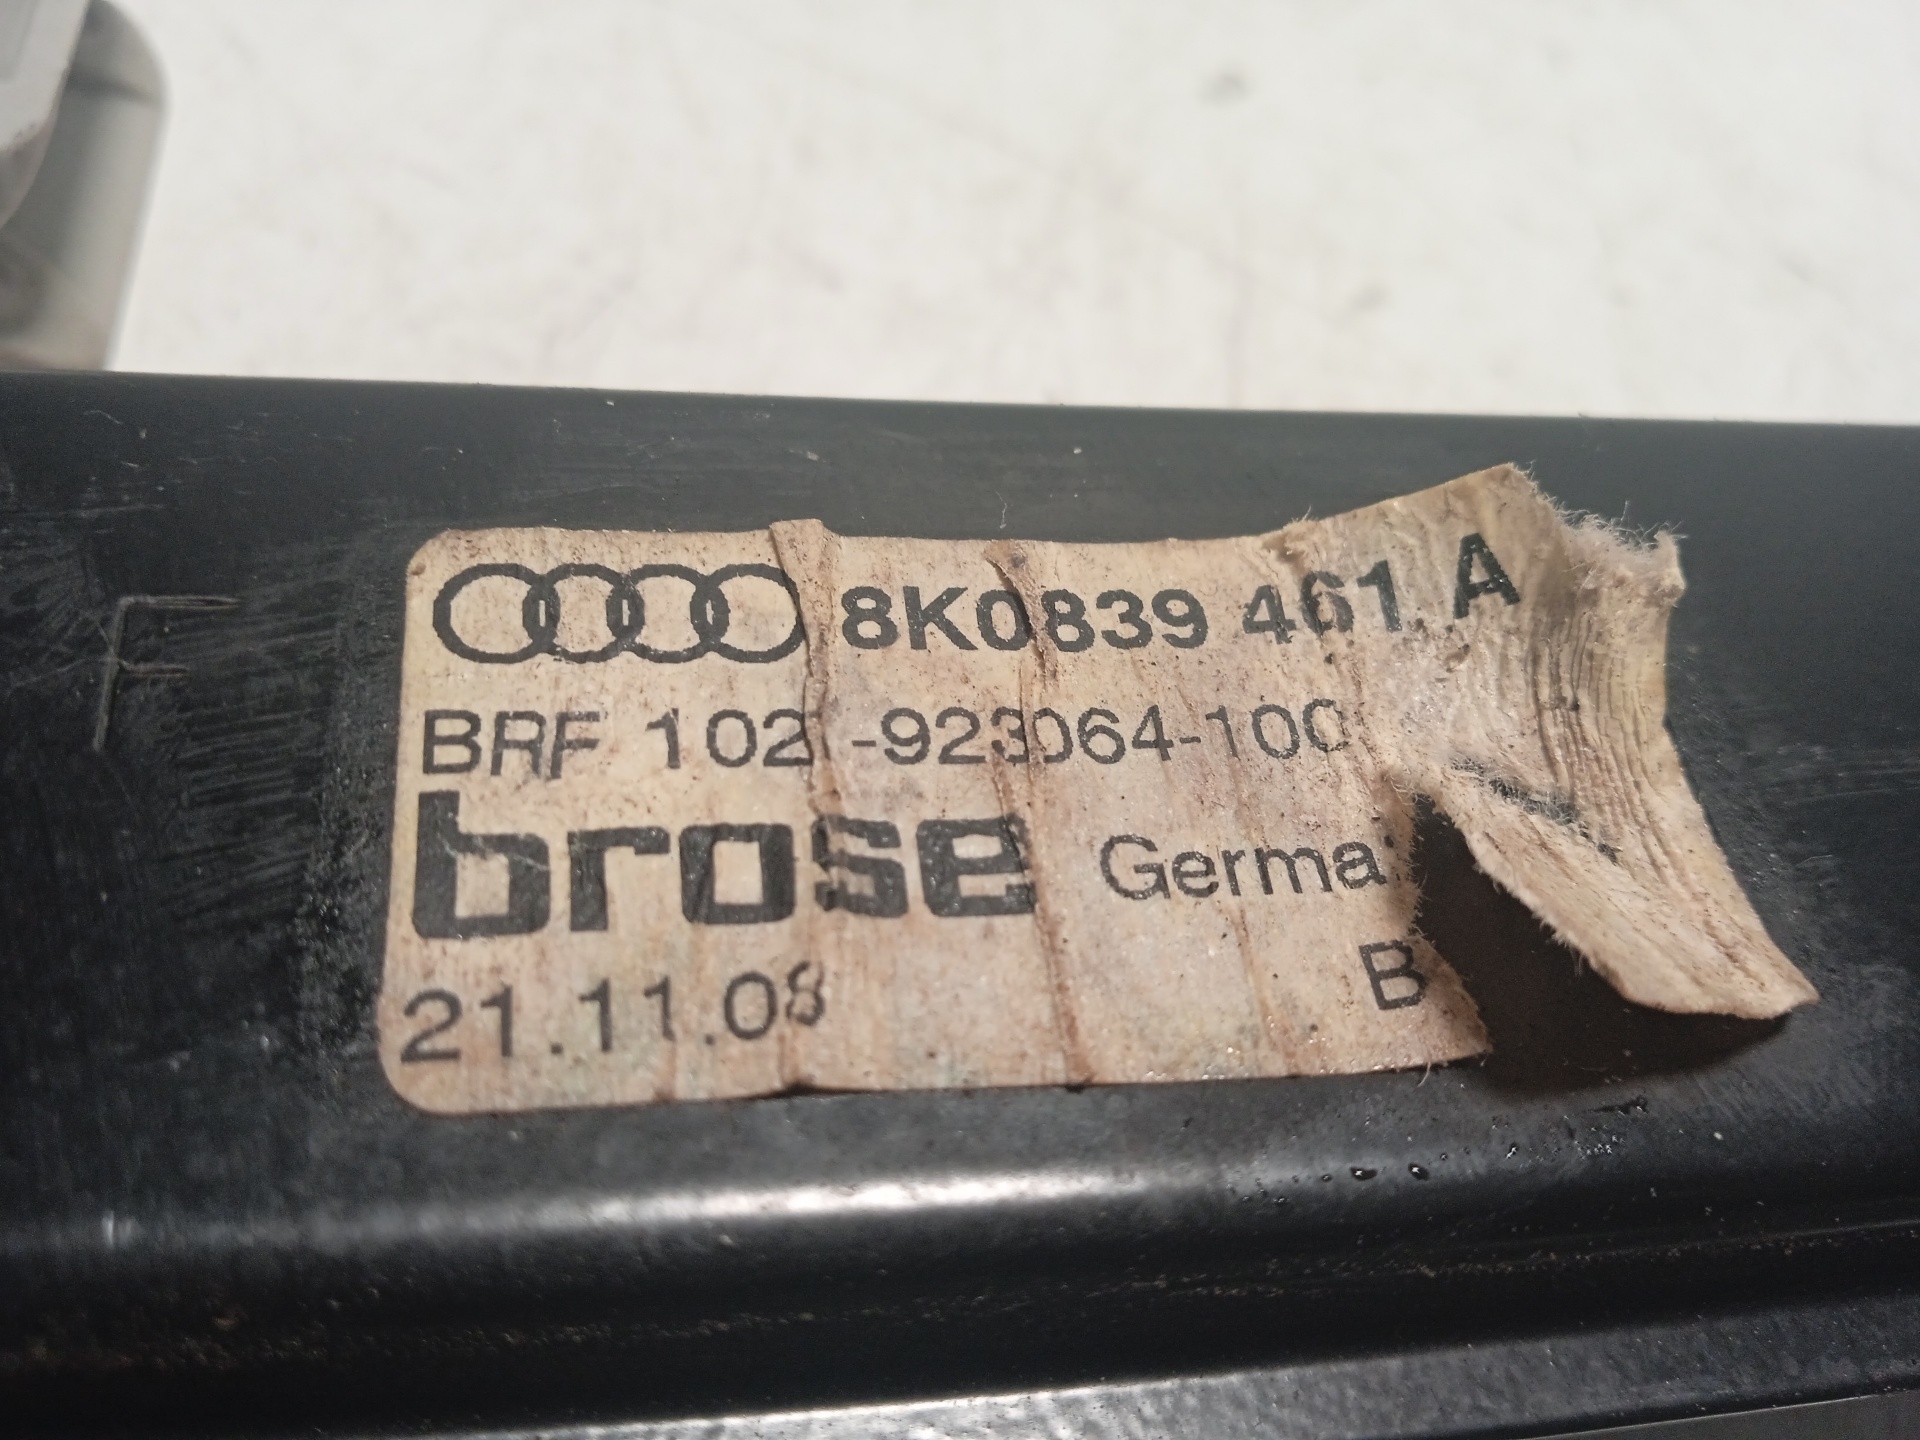 8K0839 461 A
BRF 102 -923064-100
brose Germa
21.11.08 B